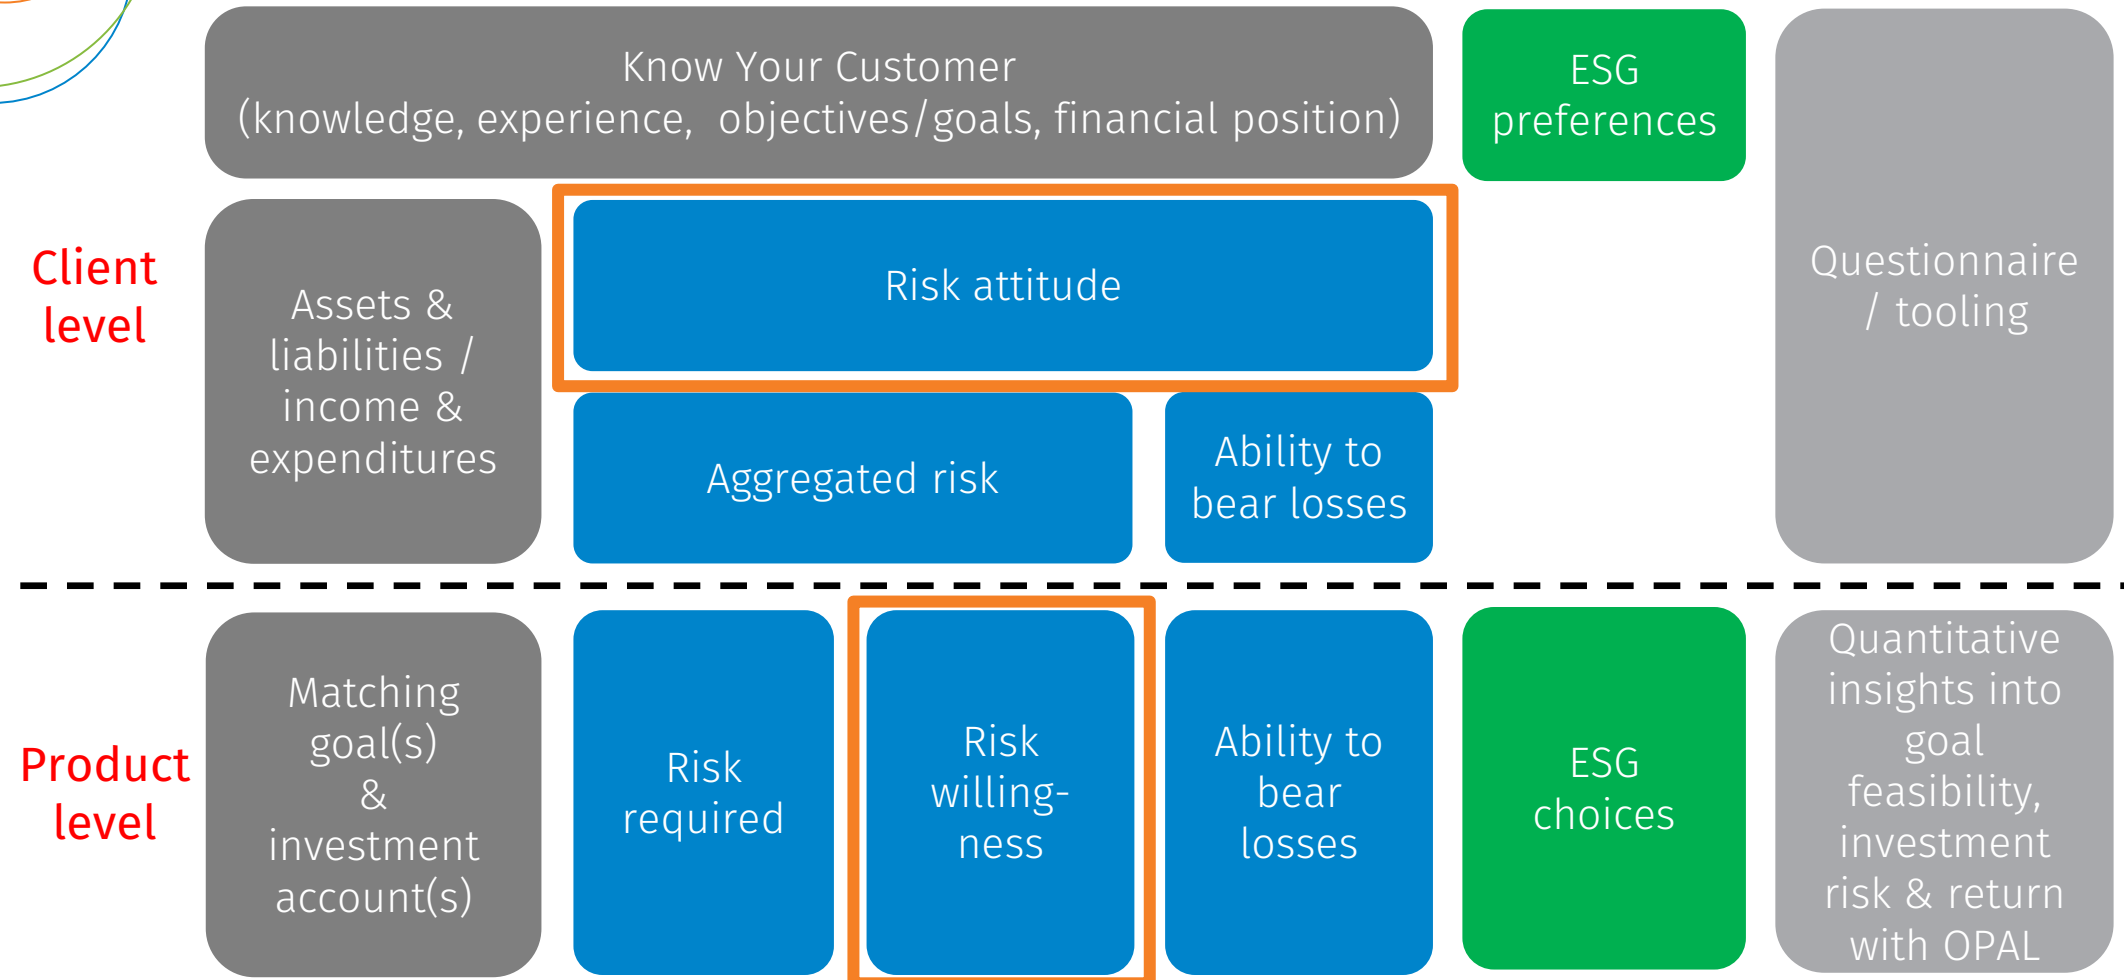 Know Your Customer
(knowledge, experience, objectives/goals, financial position)
ESG
preferences
Client
level
Assets &
liabilities /
income &
expenditures
Risk attitude
Questionnaire
/ tooling
Aggregated risk
Ability to
bear losses
Product
level
Matching
goal(s)
&
investment
account(s)
Risk
required
Risk
willing-
ness
Ability to
bear
losses
ESG
choices
Quantitative
insights into
goal
feasibility,
investment
risk & return
with OPAL